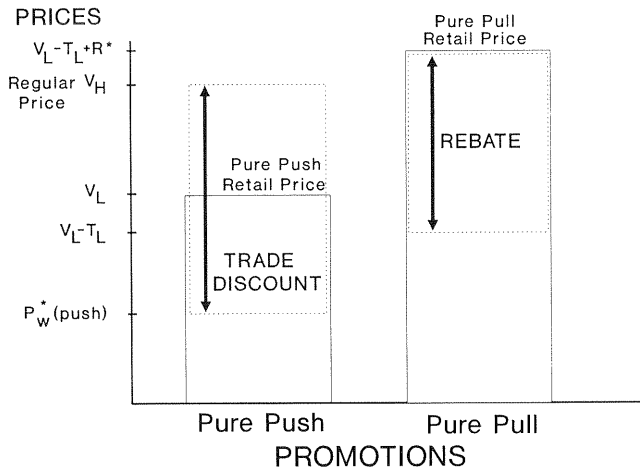 PRICES
Pure Pull
Retail Price
V_L-T_L+R*
Regular V_H
Price
REBATE
Pure Push
Retail Price
V_L
V_L-T_L
TRADE
DISCOUNT
P_w^*(push)
Pure Push
Pure Pull
PROMOTIONS